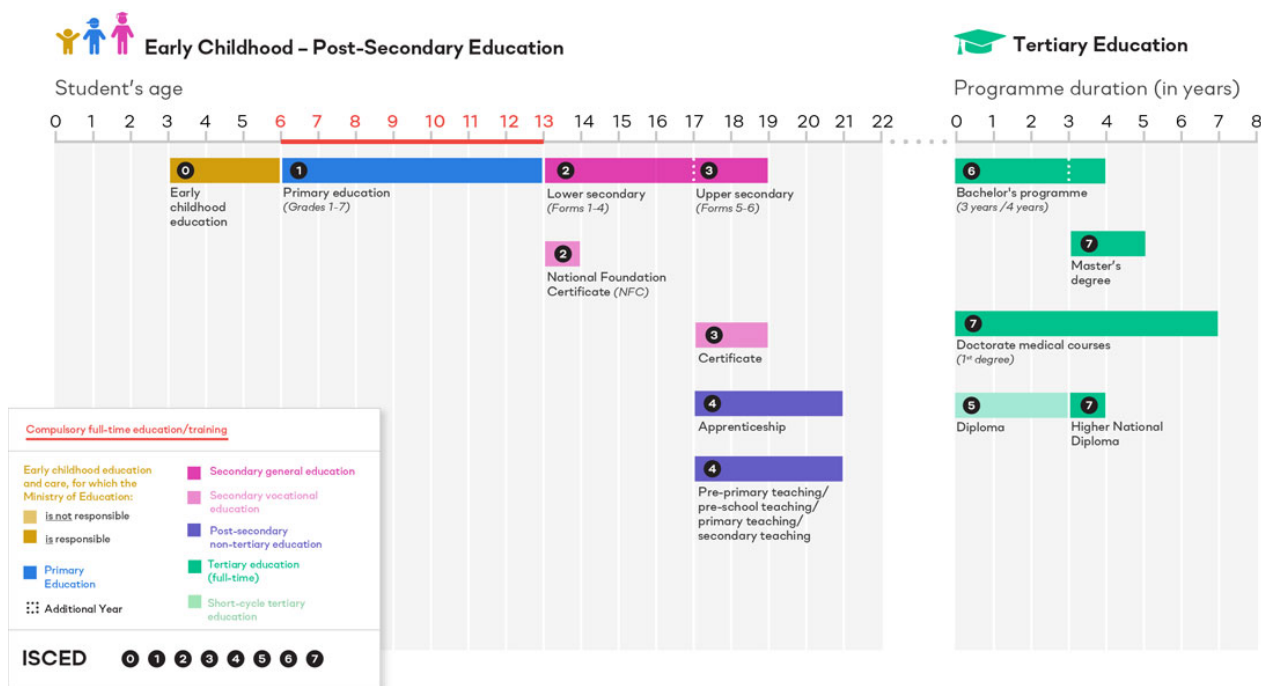 Early Childhood – Post-Secondary Education
Student's age
0 1 2 3 4 5 6 7 8 9 10 11 12 13 14 15 16 17 18 19 20 21 22
0
Early
childhood
education
1
Primary education
(Grades 1-7)
2
Lower secondary
(Forms 1-4)
3
Upper secondary
(Forms 5-6)
2
National Foundation
Certificate (NFC)
3
Certificate
4
Apprenticeship
4
Pre-primary teaching/
pre-school teaching/
primary teaching/
secondary teaching
Tertiary Education
Programme duration (in years)
0 1 2 3 4 5 6 7 8
6
Bachelor's programme
(3 years /4 years)
7
Master's
degree
7
Doctorate medical courses
(1st degree)
5
Diploma
7
Higher National
Diploma
Compulsory full-time education/training
Early childhood education
and care, for which the
Ministry of Education:
is not responsible
is responsible
Primary
Education
Additional Year
Secondary general education
Secondary vocational
education
Post-secondary
non-tertiary education
Tertiary education
(full-time)
Short-cycle tertiary
education
ISCED 0 1 2 3 4 5 6 7